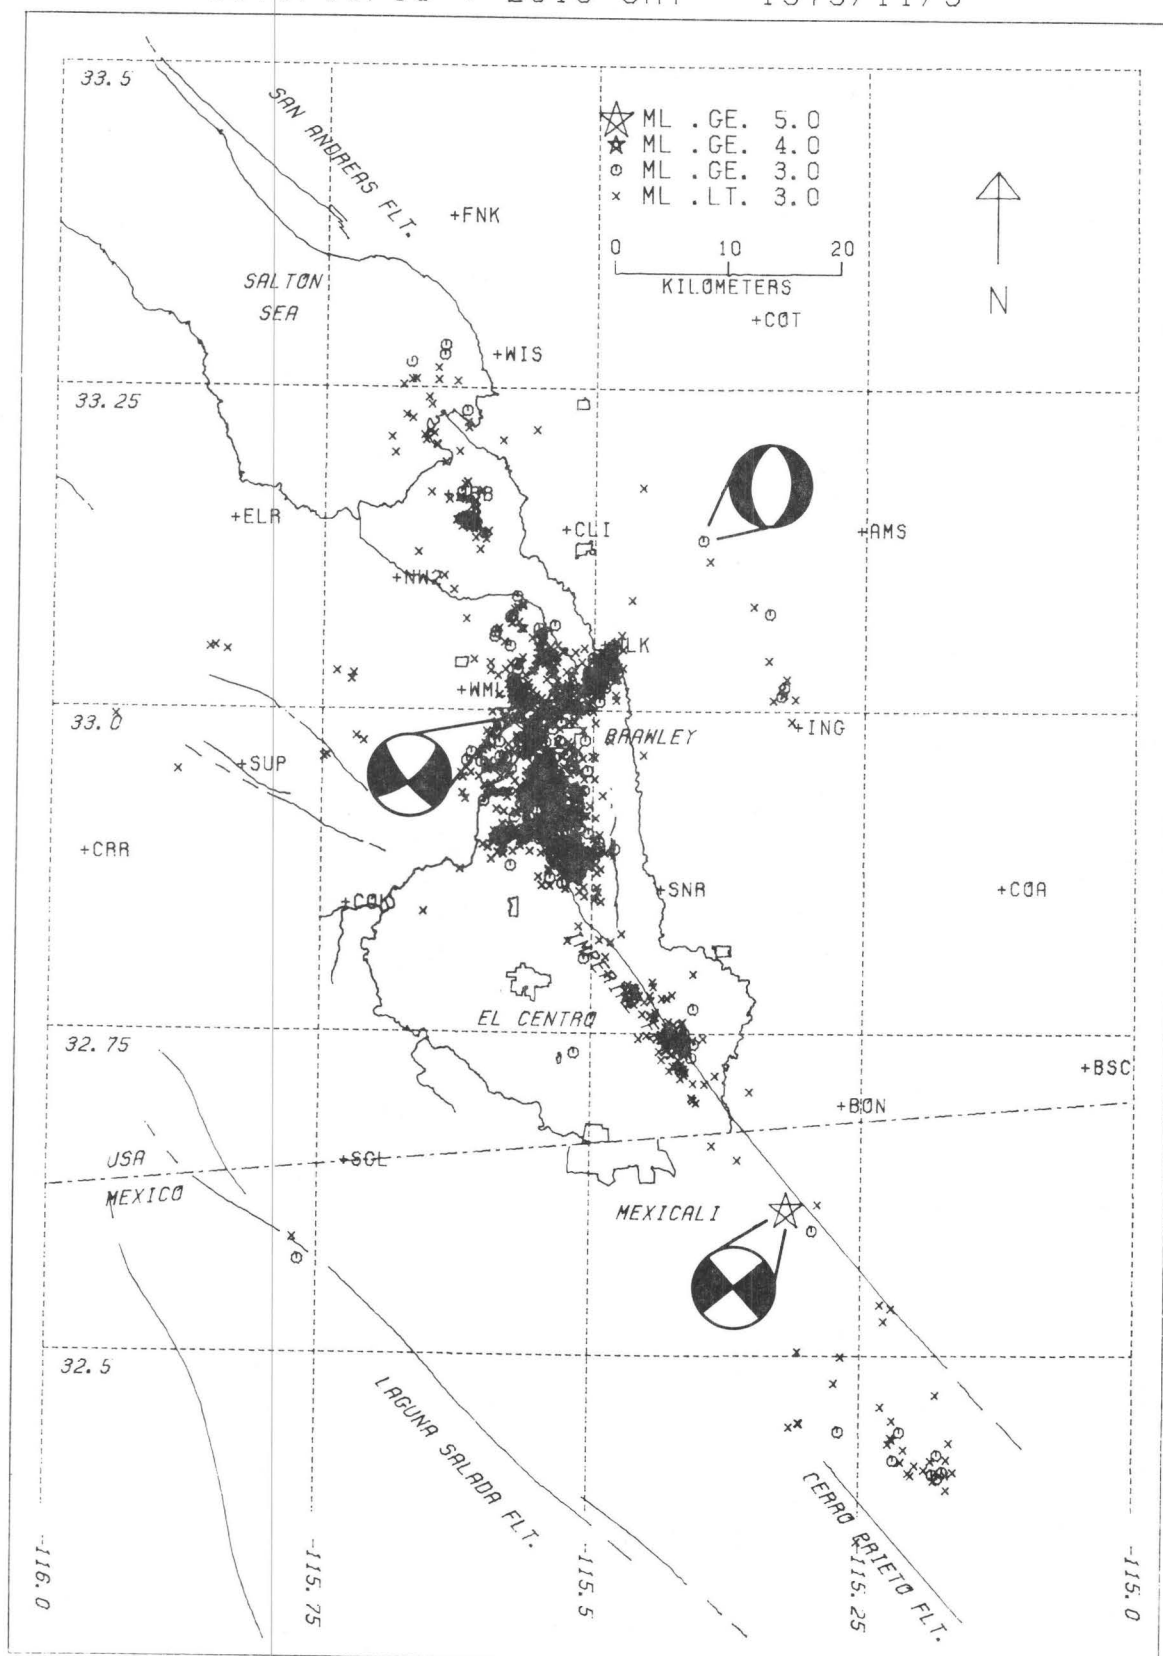 33.5
SAN ANDREAS FLT.
ML .GE. 5.0
ML .GE. 4.0
ML .GE. 3.0
ML .LT. 3.0
+FNK
0 10 20
KILOMETERS
SALTON
SEA
N
+COT
+WIS
33.25
+ELR
+CLI
+AMS
+NW2
+WML
33.0
BRAWLEY
+ING
+SUP
+CRR
+COK
+SNR
+COA
IMPERIAL
EL CENTRO
32.75
+BSC
+BON
USA
+SGL
MEXICO
MEXICALI
32.5
LAGUNA SALADA FLT.
CERRO PRIETO FLT.
-116.0
-115.75
-115.5
-115.25
-115.0